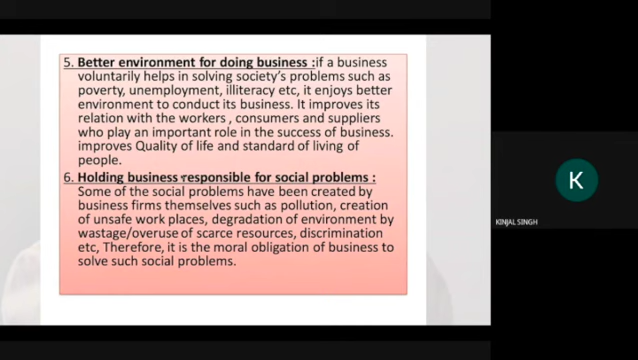 5. Better environment for doing business :if a business
voluntarily helps in solving society's problems such as
poverty, unemployment, illiteracy etc, it enjoys better
environment to conduct its business. It improves its
relation with the workers , consumers and suppliers
who play an important role in the success of business.
improves Quality of life and standard of living of
people.
6. Holding business responsible for social problems :
Some of the social problems have been created by
business firms themselves such as pollution, creation
of unsafe work places, degradation of environment by
wastage/overuse of scarce resources, discrimination
etc, Therefore, it is the moral obligation of business to
solve such social problems.
K
KINJAL SINGH